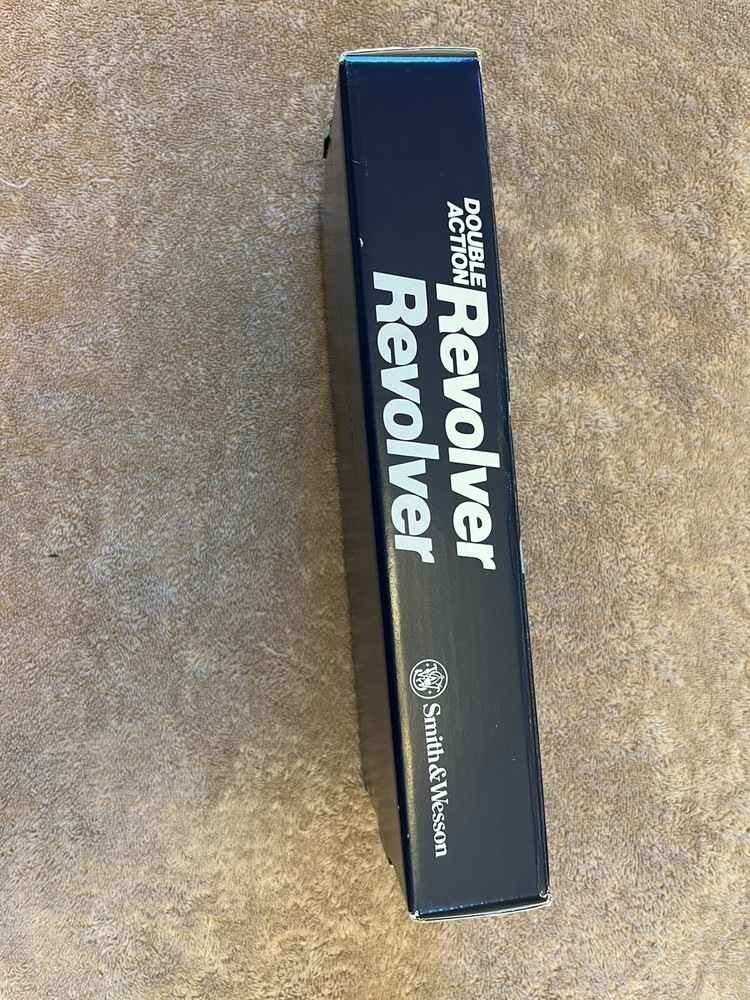 DOUBLE
ACTION
Revolver
Revolver
Smith & Wesson